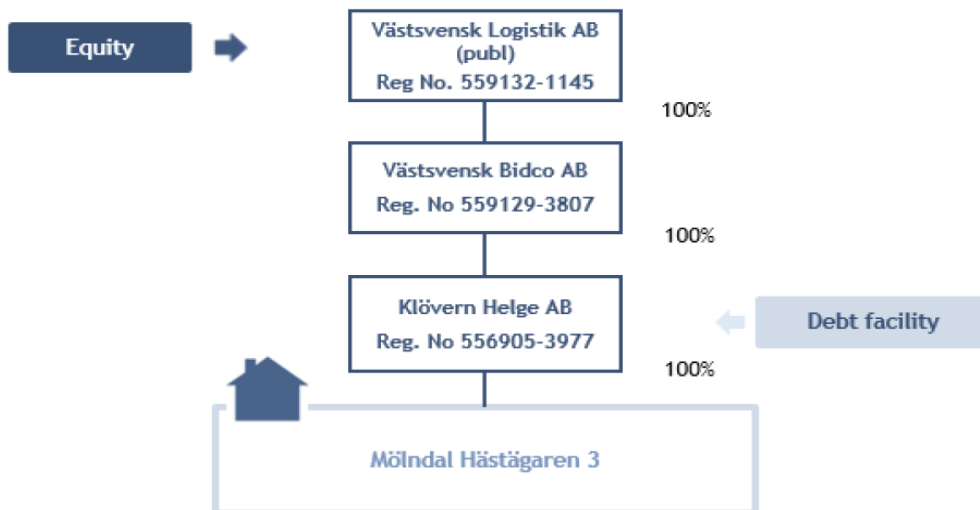 Equity
Västsvensk Logistik AB
(publ)
Reg No. 559132-1145
100%
Västsvensk Bidco AB
Reg. No 559129-3807
100%
Klövern Helge AB
Reg. No 556905-3977
Debt facility
100%
Mölndal Hästägaren 3